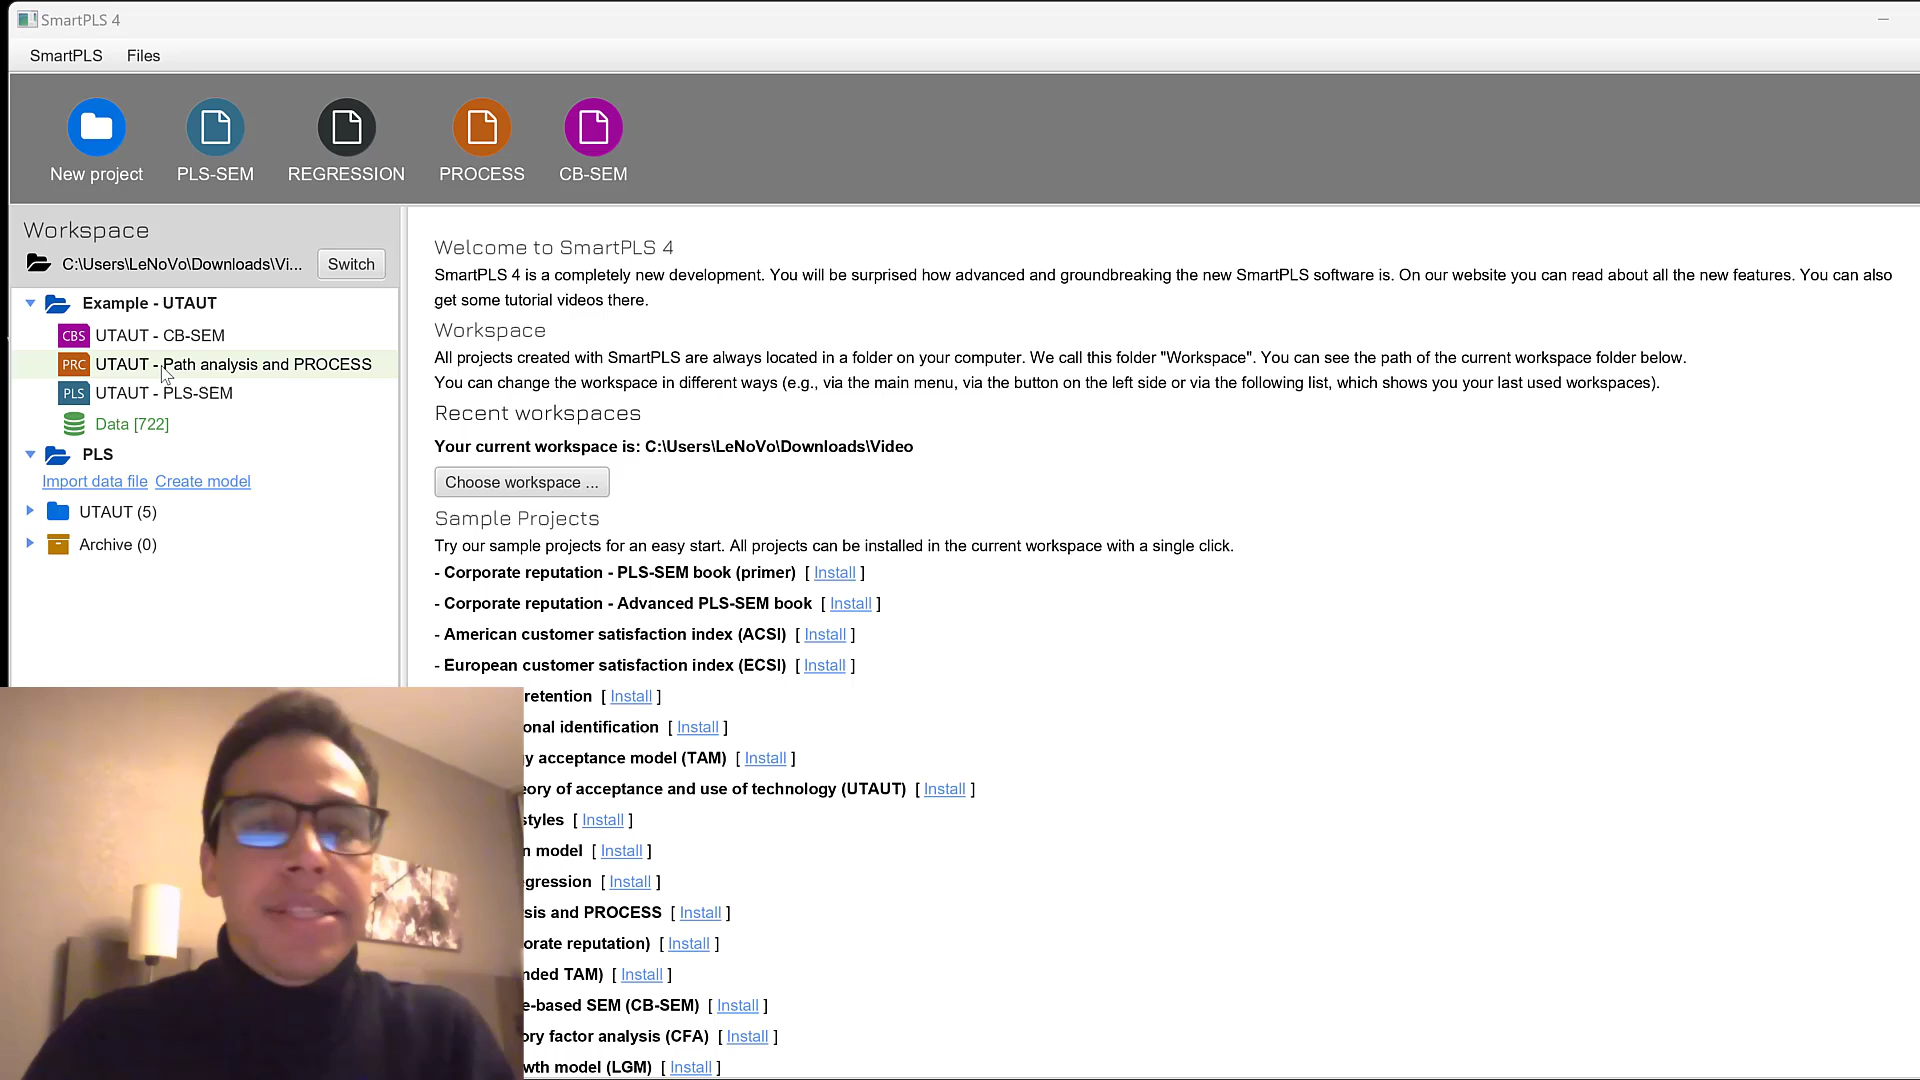 SmartPLS 4
SmartPLS Files
New project PLS-SEM REGRESSION PROCESS CB-SEM
Workspace
C:\Users\LeNoVo\Downloads\Vi... Switch
Example - UTAUT
CBS UTAUT - CB-SEM
PRC UTAUT - Path analysis and PROCESS
PLS UTAUT - PLS-SEM
Data [722]
PLS
Import data file Create model
UTAUT (5)
Archive (0)
Welcome to SmartPLS 4
SmartPLS 4 is a completely new development. You will be surprised how advanced and groundbreaking the new SmartPLS software is. On our website you can read about all the new features. You can also
get some tutorial videos there.
Workspace
All projects created with SmartPLS are always located in a folder on your computer. We call this folder "Workspace". You can see the path of the current workspace folder below.
You can change the workspace in different ways (e.g., via the main menu, via the button on the left side or via the following list, which shows you your last used workspaces).
Recent workspaces
Your current workspace is: C:\Users\LeNoVo\Downloads\Video
Choose workspace ...
Sample Projects
Try our sample projects for an easy start. All projects can be installed in the current workspace with a single click.
- Corporate reputation - PLS-SEM book (primer) [ Install ]
- Corporate reputation - Advanced PLS-SEM book [ Install ]
- American customer satisfaction index (ACSI) [ Install ]
- European customer satisfaction index (ECSI) [ Install ]
retention [ Install ]
onal identification [ Install ]
y acceptance model (TAM) [ Install ]
eory of acceptance and use of technology (UTAUT) [ Install ]
styles [ Install ]
n model [ Install ]
gression [ Install ]
sis and PROCESS [ Install ]
orate reputation) [ Install ]
nded TAM) [ Install ]
e-based SEM (CB-SEM) [ Install ]
ory factor analysis (CFA) [ Install ]
wth model (LGM) [ Install ]